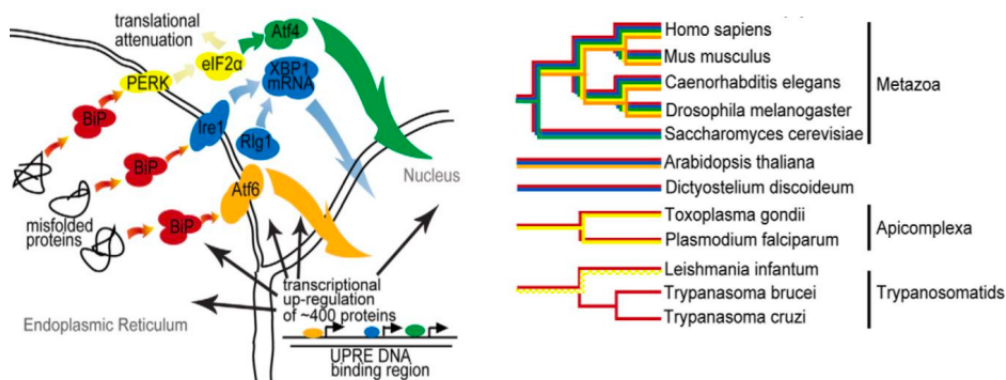 translational
attenuation
Atf4
eIF2α
PERK
XBP1
mRNA
BiP
Ire1
Rlg1
BiP
Nucleus
Atf6
misfolded
proteins
BiP
transcriptional
up-regulation
of ~400 proteins
Endoplasmic Reticulum
UPRE DNA
binding region
Homo sapiens
Mus musculus
Caenorhabditis elegans
Drosophila melanogaster
Saccharomyces cerevisiae
Metazoa
Arabidopsis thaliana
Dictyostelium discoideum
Toxoplasma gondii
Plasmodium falciparum
Apicomplexa
Leishmania infantum
Trypanasoma brucei
Trypanasoma cruzi
Trypanosomatids